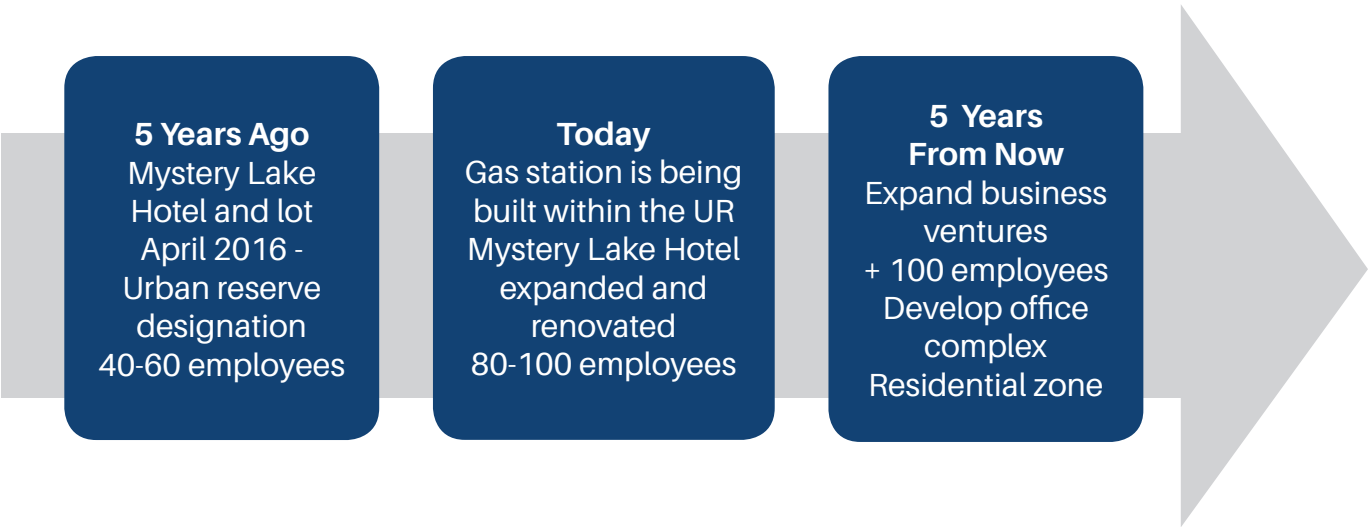 5 Years Ago
Mystery Lake
Hotel and lot
April 2016 -
Urban reserve
designation
40-60 employees
Today
Gas station is being
built within the UR
Mystery Lake Hotel
expanded and
renovated
80-100 employees
5 Years
From Now
Expand business
ventures
+ 100 employees
Develop office
complex
Residential zone